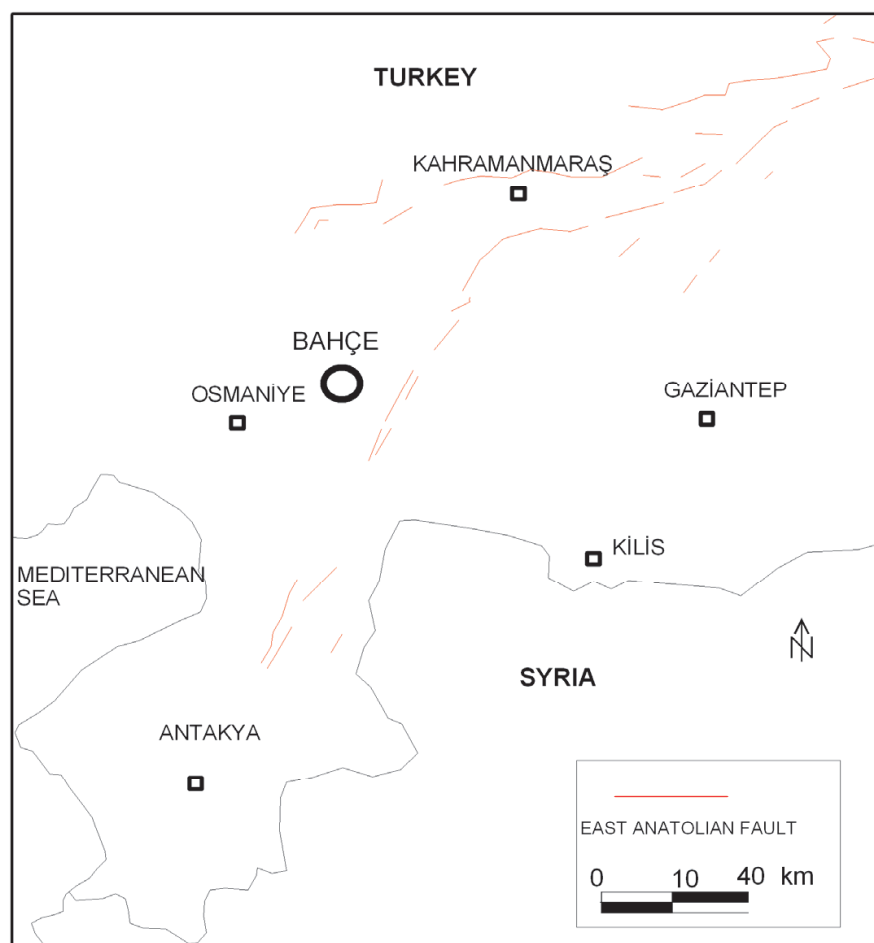 TURKEY
KAHRAMANMARAŞ
BAHÇE
OSMANİYE
GAZİANTEP
KİLİS
MEDITERRANEAN
SEA
N
SYRIA
ANTAKYA
EAST ANATOLIAN FAULT
0 10 40 km